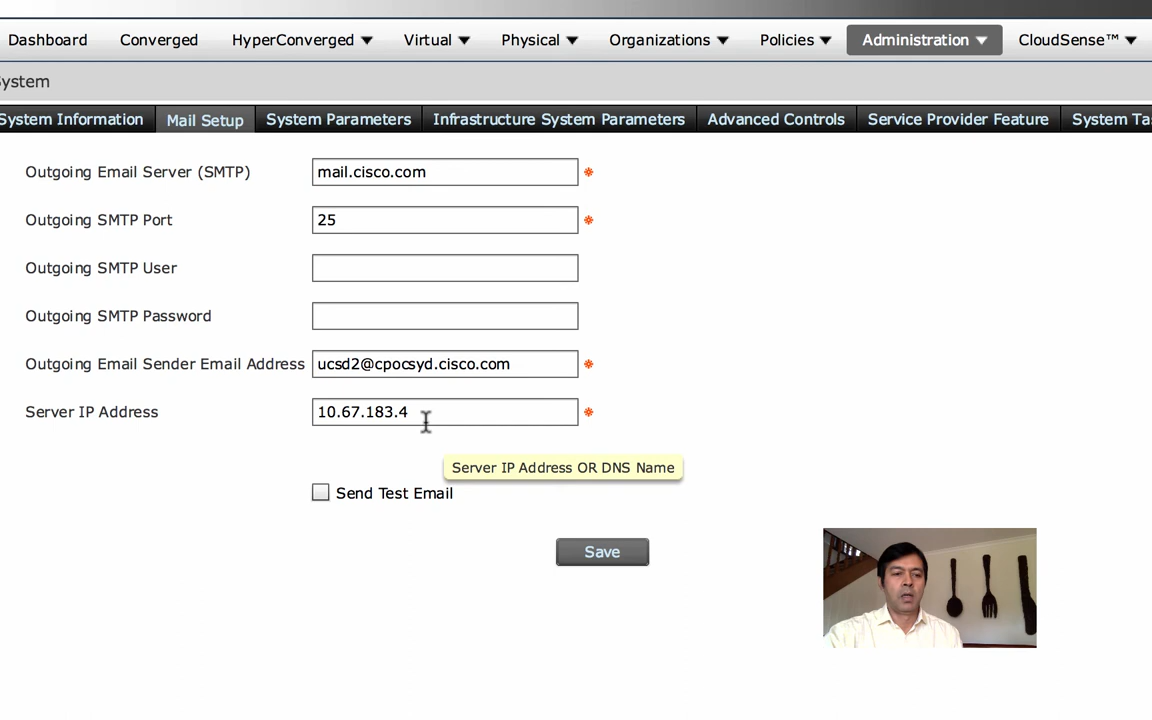 Dashboard Converged HyperConverged Virtual Physical Organizations Policies Administration CloudSense™
ystem
System Information Mail Setup System Parameters Infrastructure System Parameters Advanced Controls Service Provider Feature System Ta
Outgoing Email Server (SMTP) mail.cisco.com
Outgoing SMTP Port 25
Outgoing SMTP User
Outgoing SMTP Password
Outgoing Email Sender Email Address ucsd2@cpocsyd.cisco.com
Server IP Address 10.67.183.4
Server IP Address OR DNS Name
Send Test Email
Save